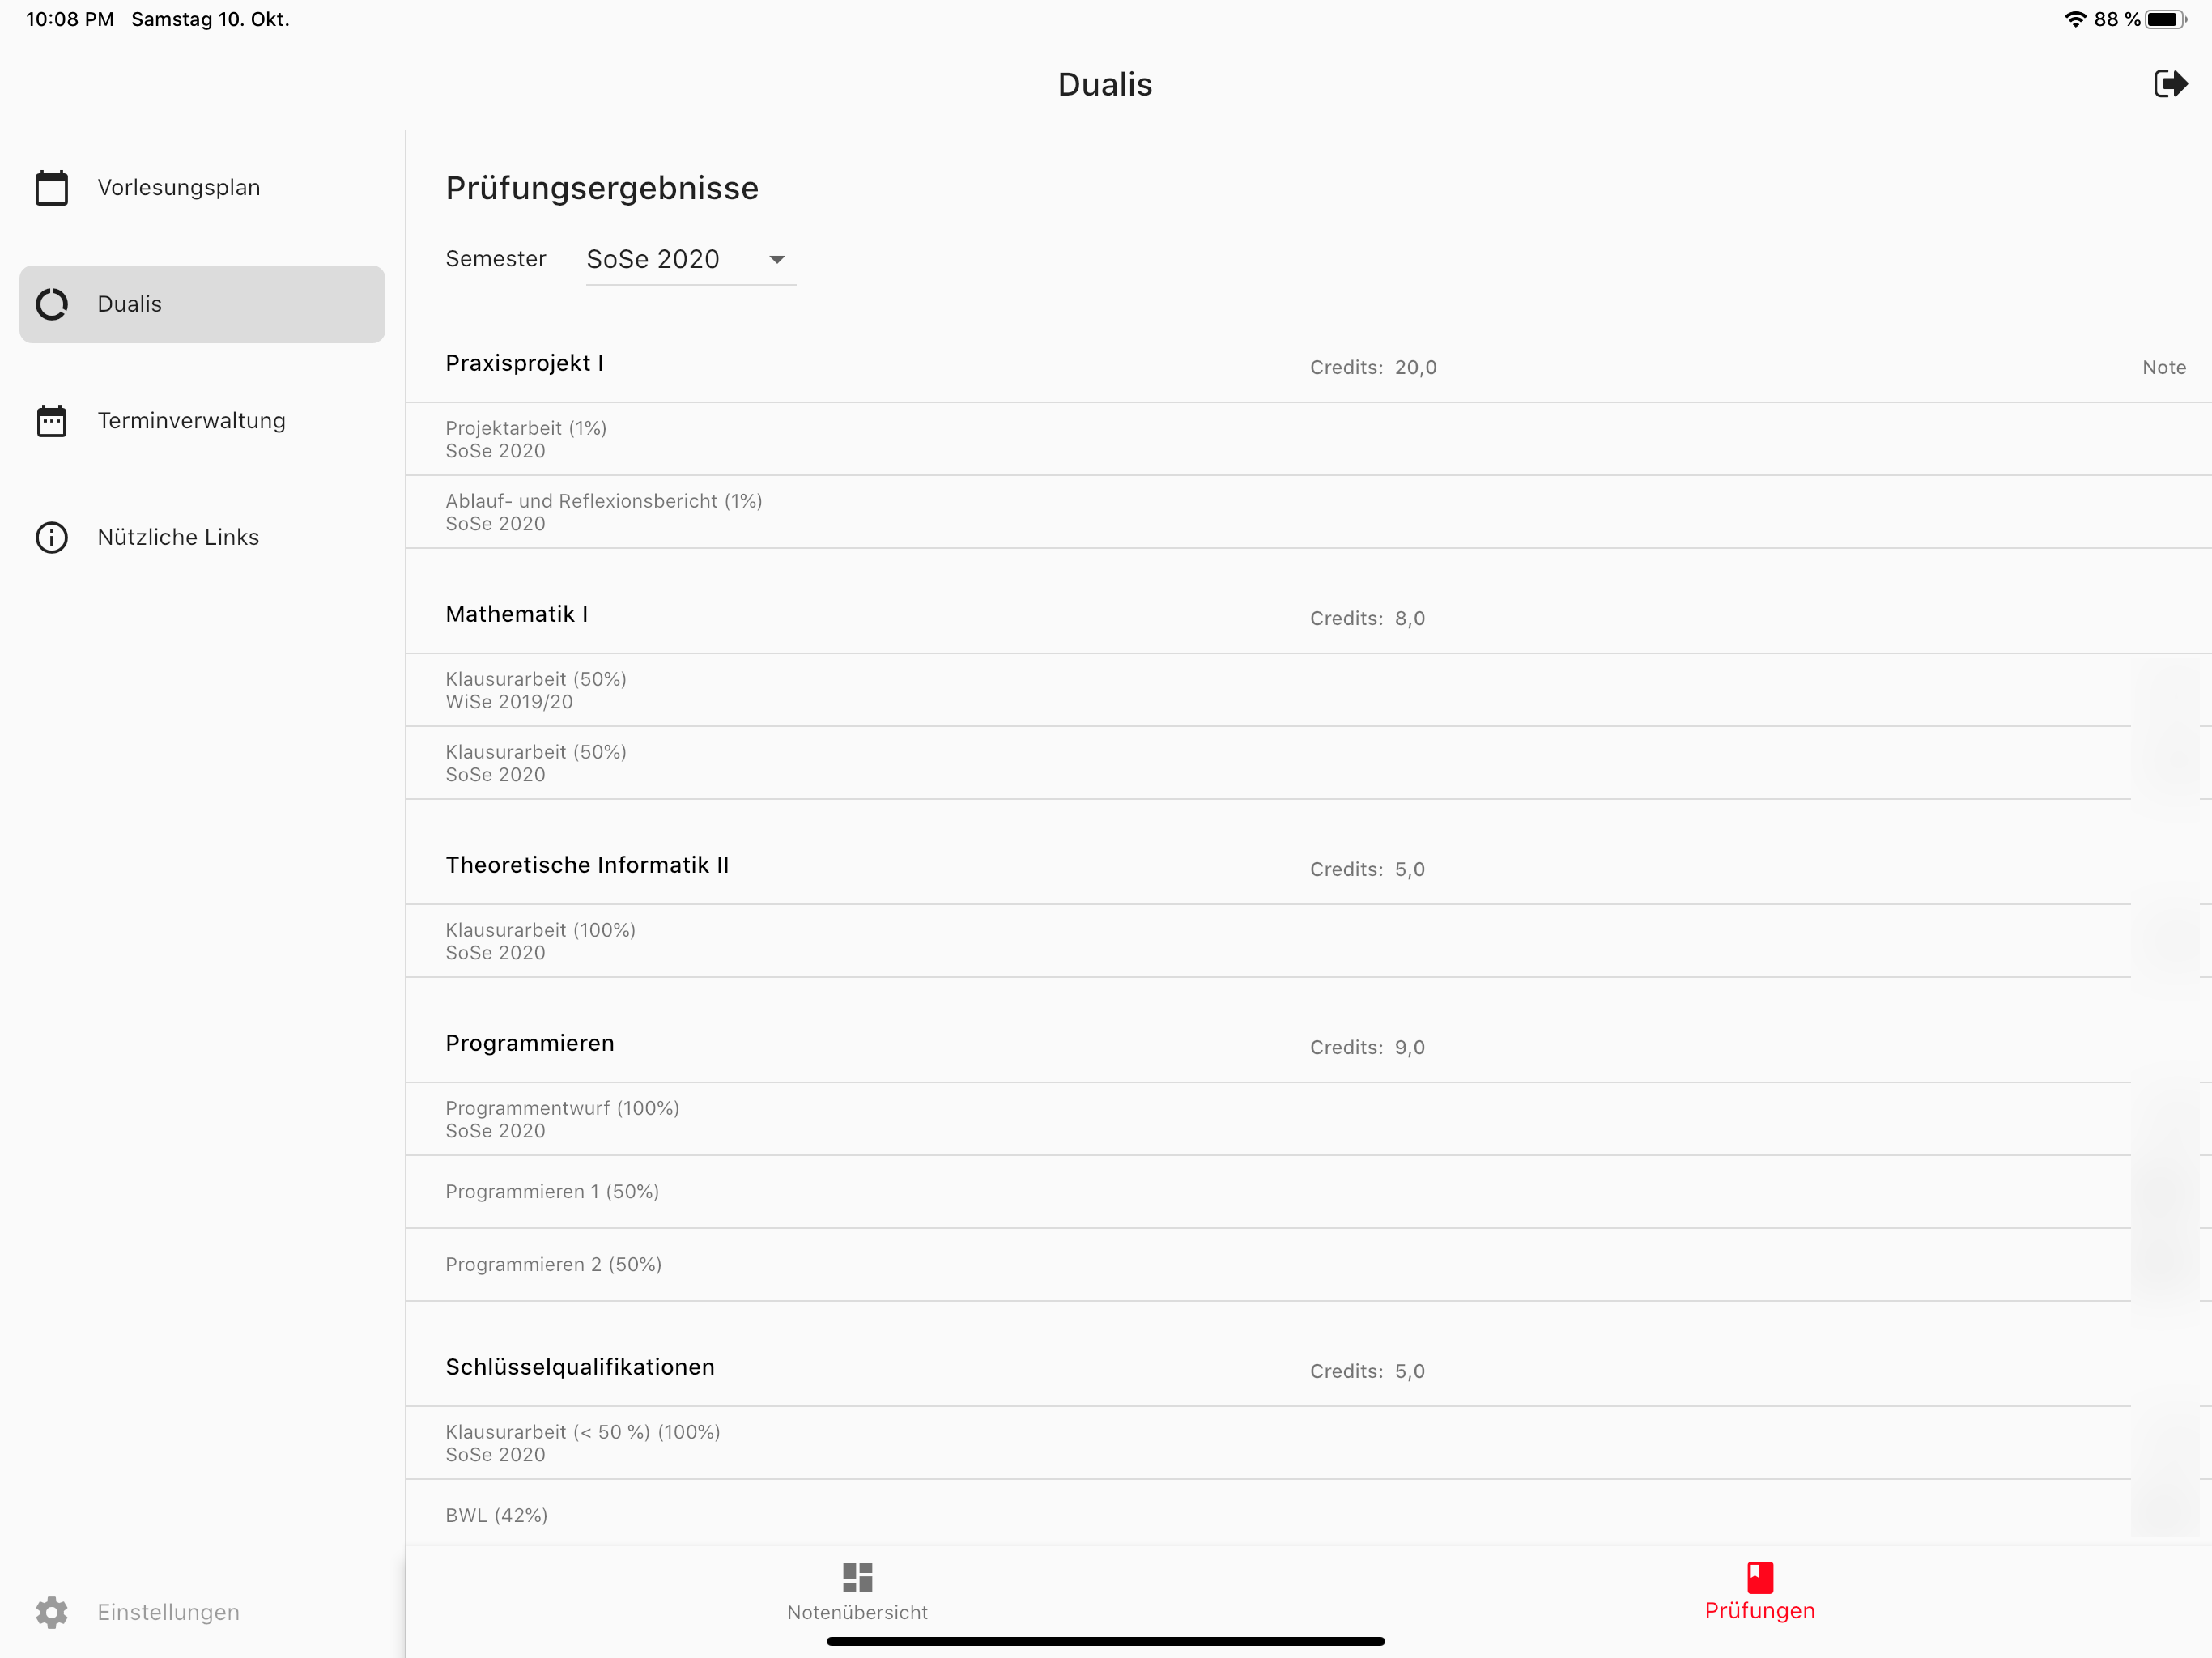 10:08 PM Samstag 10. Okt.
88 %
Dualis
Vorlesungsplan
Dualis
Terminverwaltung
Nützliche Links
Einstellungen
Prüfungsergebnisse
Semester SoSe 2020
Praxisprojekt I Credits: 20,0 Note
Projektarbeit (1%)
SoSe 2020
Ablauf- und Reflexionsbericht (1%)
SoSe 2020
Mathematik I Credits: 8,0
Klausurarbeit (50%)
WiSe 2019/20
Klausurarbeit (50%)
SoSe 2020
Theoretische Informatik II Credits: 5,0
Klausurarbeit (100%)
SoSe 2020
Programmieren Credits: 9,0
Programmentwurf (100%)
SoSe 2020
Programmieren 1 (50%)
Programmieren 2 (50%)
Schlüsselqualifikationen Credits: 5,0
Klausurarbeit (< 50 %) (100%)
SoSe 2020
BWL (42%)
Notenübersicht
Prüfungen